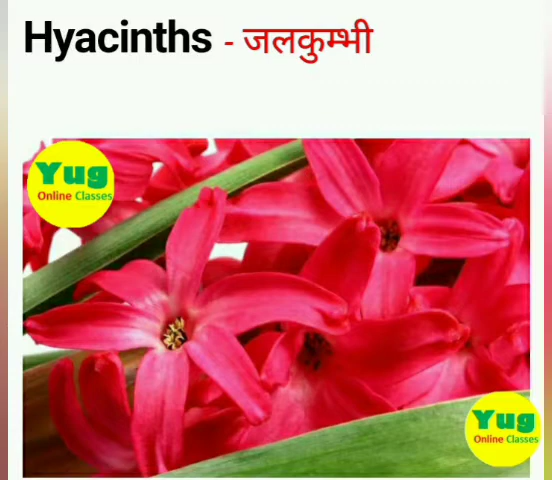 Hyacinths - जलकुम्भी
Yug
Online Classes
Yug
Online Classes